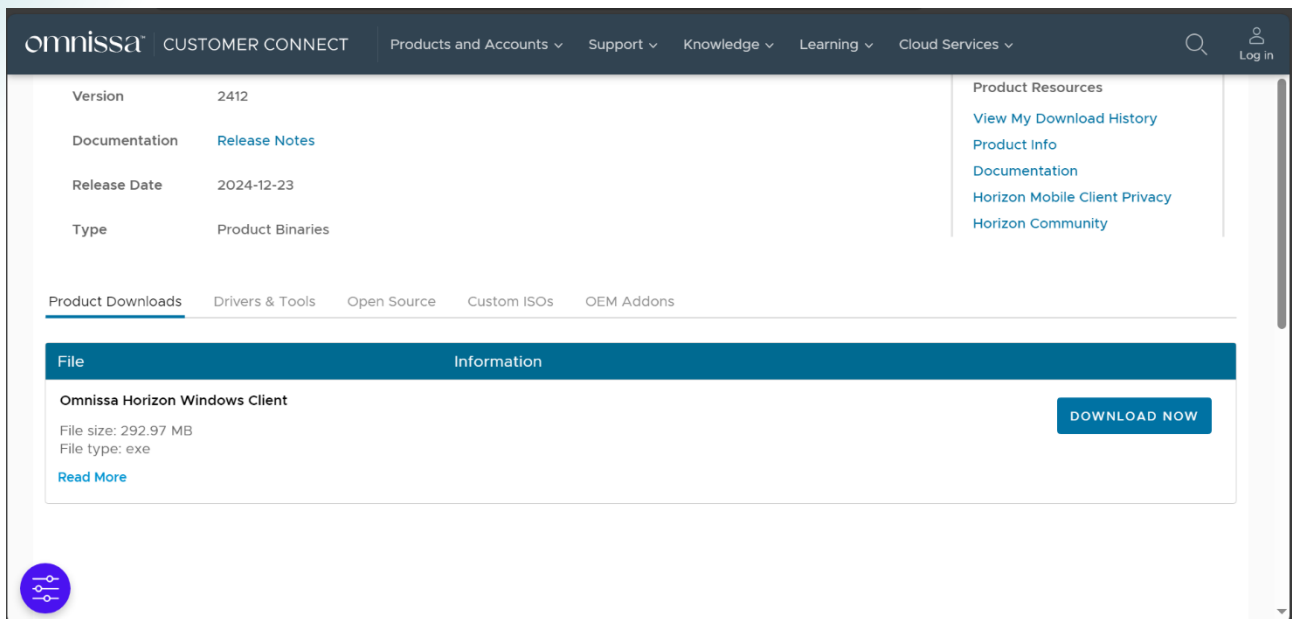 omnissa™ CUSTOMER CONNECT Products and Accounts Support Knowledge Learning Cloud Services Log in
Version 2412
Documentation Release Notes
Release Date 2024-12-23
Type Product Binaries
Product Resources
View My Download History
Product Info
Documentation
Horizon Mobile Client Privacy
Horizon Community
Product Downloads Drivers & Tools Open Source Custom ISOs OEM Addons
File Information
Omnissa Horizon Windows Client
File size: 292.97 MB
File type: exe
Read More
DOWNLOAD NOW